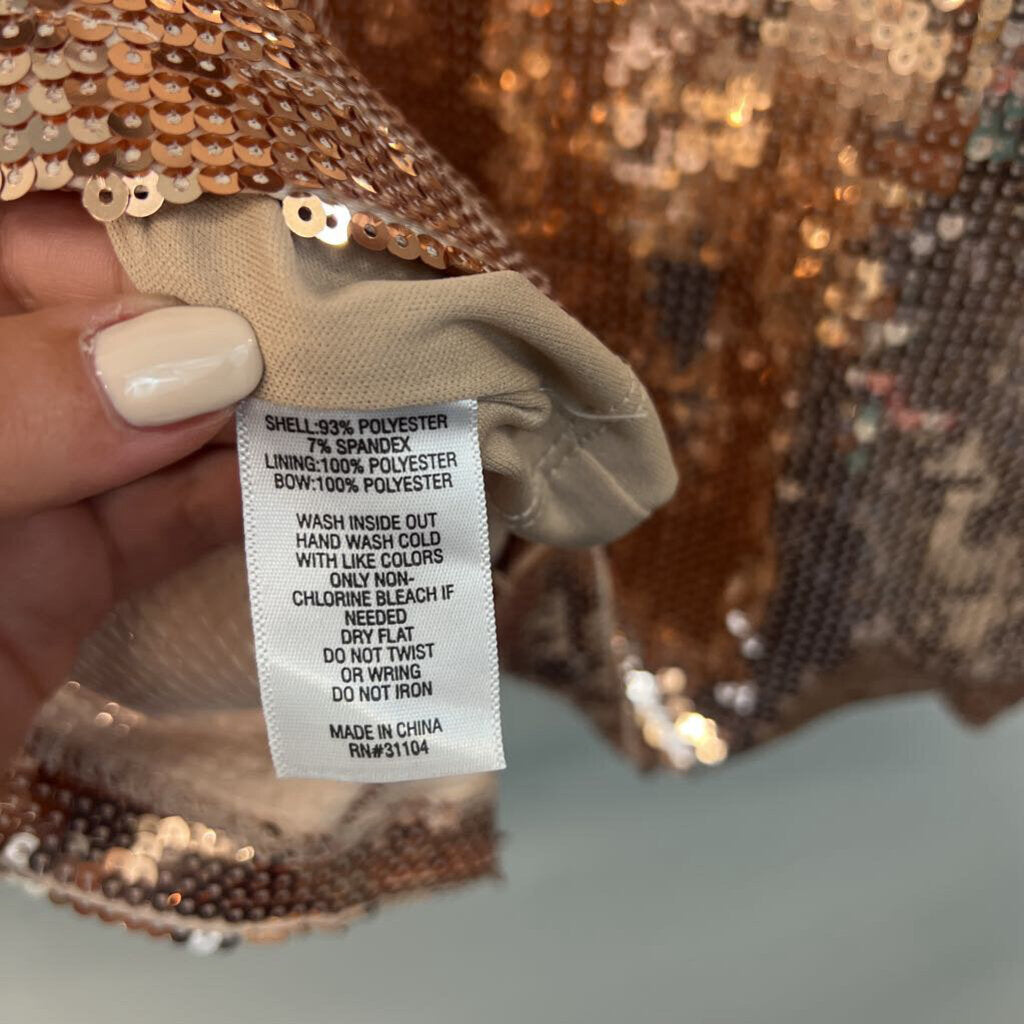 SHELL:93% POLYESTER
7% SPANDEX
LINING:100% POLYESTER
BOW:100% POLYESTER
WASH INSIDE OUT
HAND WASH COLD
WITH LIKE COLORS
ONLY NON-
CHLORINE BLEACH IF
NEEDED
DRY FLAT
DO NOT TWIST
OR WRING
DO NOT IRON
MADE IN CHINA
RN#31104